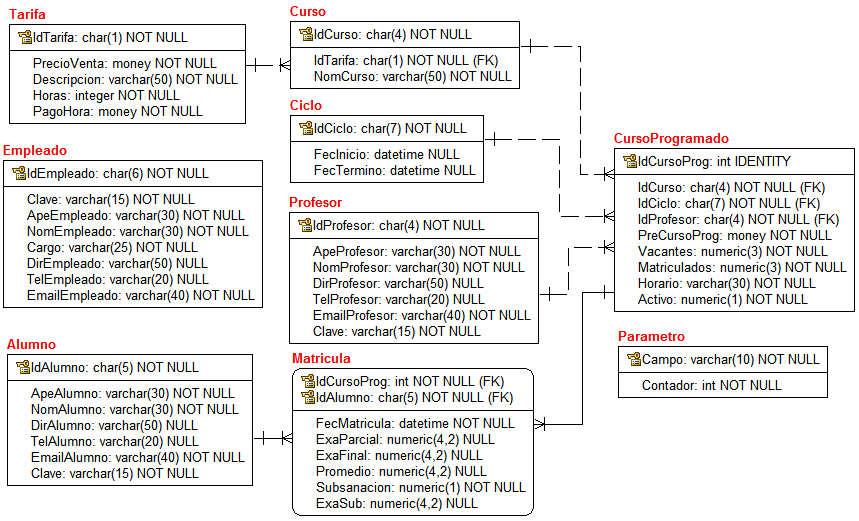 Tarifa
IdTarifa: char(1) NOT NULL
PrecioVenta: money NOT NULL
Descripcion: varchar(50) NOT NULL
Horas: integer NOT NULL
PagoHora: money NOT NULL
Curso
IdCurso: char(4) NOT NULL
IdTarifa: char(1) NOT NULL (FK)
NomCurso: varchar(50) NOT NULL
Ciclo
IdCiclo: char(7) NOT NULL
FecInicio: datetime NULL
FecTermino: datetime NULL
CursoProgramado
IdCursoProg: int IDENTITY
IdCurso: char(4) NOT NULL (FK)
IdCiclo: char(7) NOT NULL (FK)
IdProfesor: char(4) NOT NULL (FK)
PreCursoProg: money NOT NULL
Vacantes: numeric(3) NOT NULL
Matriculados: numeric(3) NOT NULL
Horario: varchar(30) NOT NULL
Activo: numeric(1) NOT NULL
Empleado
IdEmpleado: char(6) NOT NULL
Clave: varchar(15) NOT NULL
ApeEmpleado: varchar(30) NOT NULL
NomEmpleado: varchar(30) NOT NULL
Cargo: varchar(25) NOT NULL
DirEmpleado: varchar(50) NULL
TelEmpleado: varchar(20) NULL
EmailEmpleado: varchar(40) NOT NULL
Profesor
IdProfesor: char(4) NOT NULL
ApeProfesor: varchar(30) NOT NULL
NomProfesor: varchar(30) NOT NULL
DirProfesor: varchar(50) NULL
TelProfesor: varchar(20) NULL
EmailProfesor: varchar(40) NOT NULL
Clave: varchar(15) NOT NULL
Alumno
IdAlumno: char(5) NOT NULL
ApeAlumno: varchar(30) NOT NULL
NomAlumno: varchar(30) NOT NULL
DirAlumno: varchar(50) NULL
TelAlumno: varchar(20) NULL
EmailAlumno: varchar(40) NOT NULL
Clave: varchar(15) NOT NULL
Matricula
IdCursoProg: int NOT NULL (FK)
IdAlumno: char(5) NOT NULL (FK)
FecMatricula: datetime NOT NULL
ExaParcial: numeric(4,2) NULL
ExaFinal: numeric(4,2) NULL
Promedio: numeric(4,2) NULL
Subsanacion: numeric(1) NOT NULL
ExaSub: numeric(4,2) NULL
Parametro
Campo: varchar(10) NOT NULL
Contador: int NOT NULL